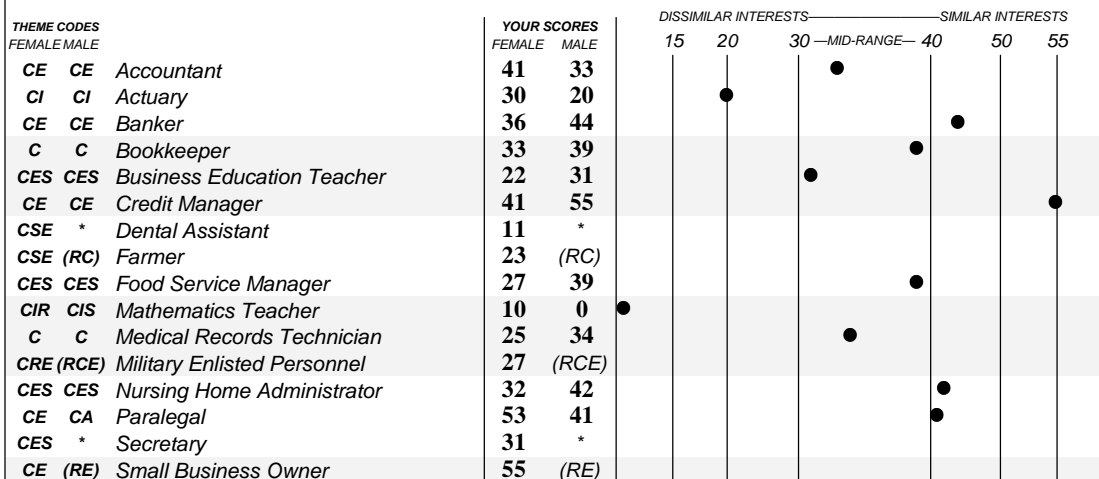 DISSIMILAR INTERESTS SIMILAR INTERESTS
THEME CODES YOUR SCORES
FEMALE MALE FEMALE MALE 15 20 30 —MID-RANGE— 40 50 55
CE CE Accountant 41 33
CI CI Actuary 30 20
CE CE Banker 36 44
C C Bookkeeper 33 39
CES CES Business Education Teacher 22 31
CE CE Credit Manager 41 55
CSE * Dental Assistant 11 *
CSE (RC) Farmer 23 (RC)
CES CES Food Service Manager 27 39
CIR CIS Mathematics Teacher 10 0
C C Medical Records Technician 25 34
CRE (RCE) Military Enlisted Personnel 27 (RCE)
CES CES Nursing Home Administrator 32 42
CE CA Paralegal 53 41
CES * Secretary 31 *
CE (RE) Small Business Owner 55 (RE)